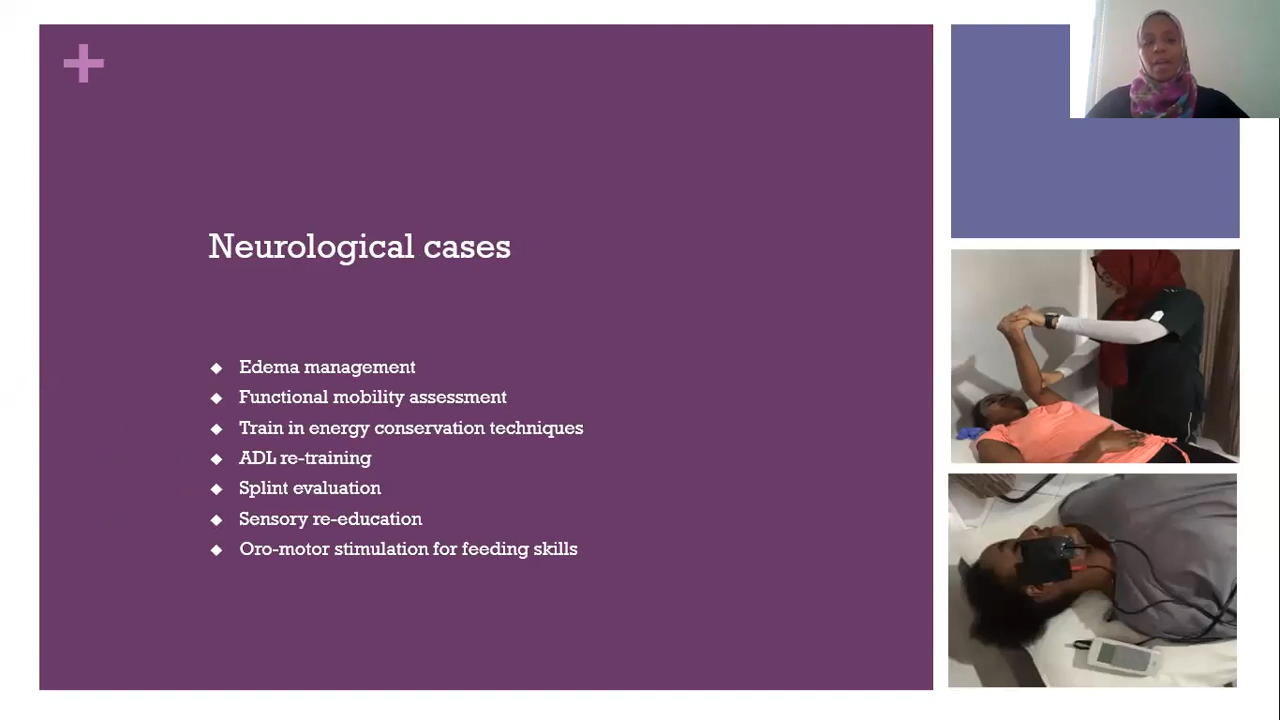 Neurological cases
Edema management
Functional mobility assessment
Train in energy conservation techniques
ADL re-training
Splint evaluation
Sensory re-education
Oro-motor stimulation for feeding skills